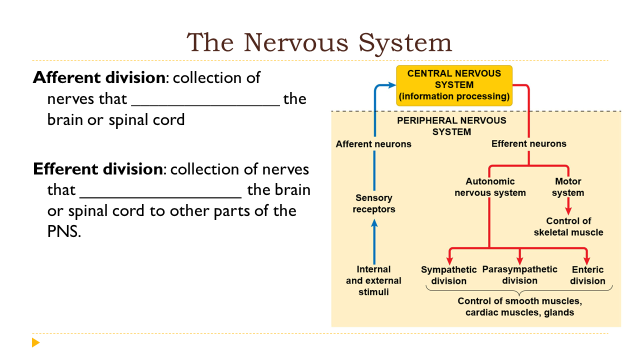 The Nervous System
Afferent division: collection of
nerves that _________________ the
brain or spinal cord
Efferent division: collection of nerves
that ___________________ the brain
or spinal cord to other parts of the
PNS.
CENTRAL NERVOUS
SYSTEM
(information processing)
PERIPHERAL NERVOUS
SYSTEM
Afferent neurons
Efferent neurons
Autonomic
nervous system
Motor
system
Sensory
receptors
Control of
skeletal muscle
Internal
and external
stimuli
Sympathetic
division
Parasympathetic
division
Enteric
division
Control of smooth muscles,
cardiac muscles, glands